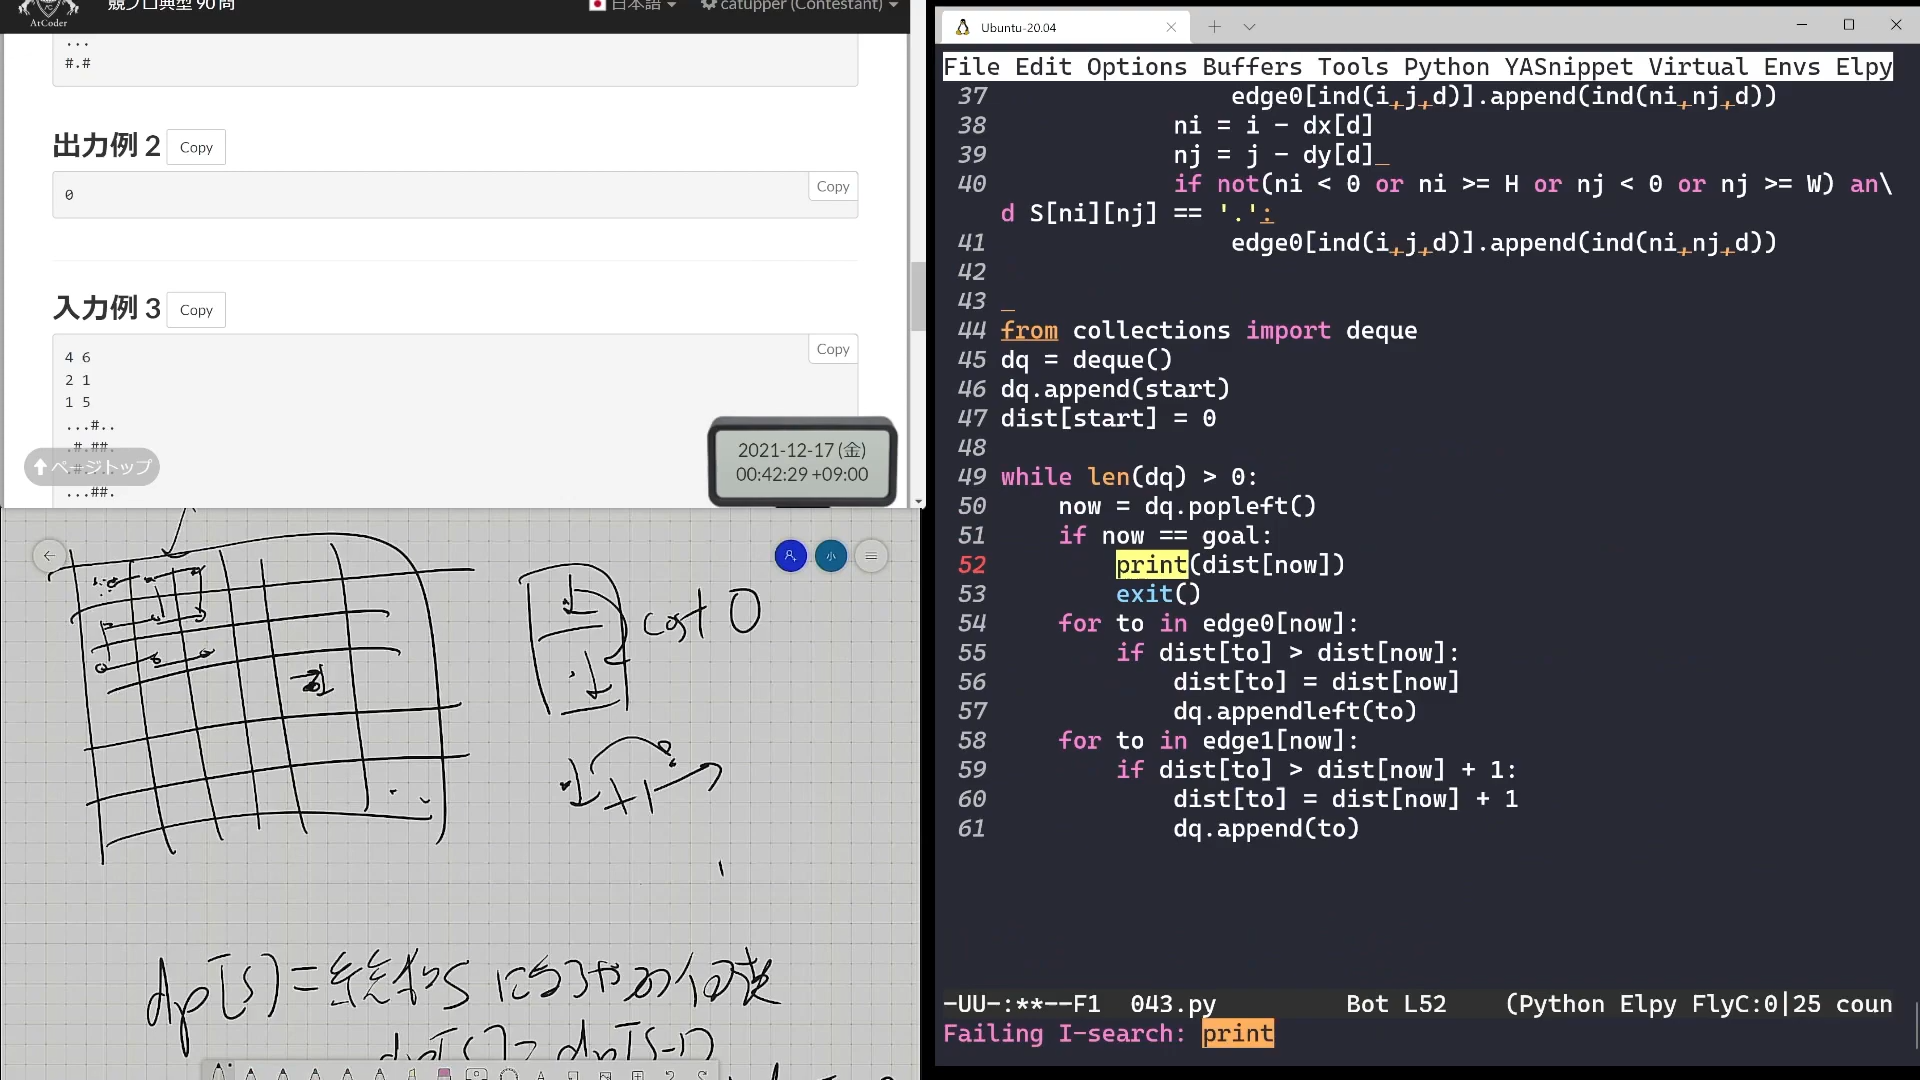 AtCoder
競プロ典型 90 問
日本語
catupper (Contestant)
...
#.#
出力例 2
Copy
Copy
0
入力例 3
Copy
Copy
4 6
2 1
1 5
...#..
.#.##.
ページトップ
...##.
2021-12-17 (金)
00:42:29 +09:00
cost 0
+1
Ubuntu-20.04
File Edit Options Buffers Tools Python YASnippet Virtual Envs Elpy
37 edge0[ind(i,j,d)].append(ind(ni,nj,d))
38 ni = i - dx[d]
39 nj = j - dy[d]_
40 if not(ni < 0 or ni >= H or nj < 0 or nj >= W) an\
d S[ni][nj] == '.':
41 edge0[ind(i,j,d)].append(ind(ni,nj,d))
42
43 _
44 from collections import deque
45 dq = deque()
46 dq.append(start)
47 dist[start] = 0
48
49 while len(dq) > 0:
50 now = dq.popleft()
51 if now == goal:
52 print(dist[now])
53 exit()
54 for to in edge0[now]:
55 if dist[to] > dist[now]:
56 dist[to] = dist[now]
57 dq.appendleft(to)
58 for to in edge1[now]:
59 if dist[to] > dist[now] + 1:
60 dist[to] = dist[now] + 1
61 dq.append(to)
-UU-:**--F1 043.py Bot L52 (Python Elpy FlyC:0|25 coun
Failing I-search: print